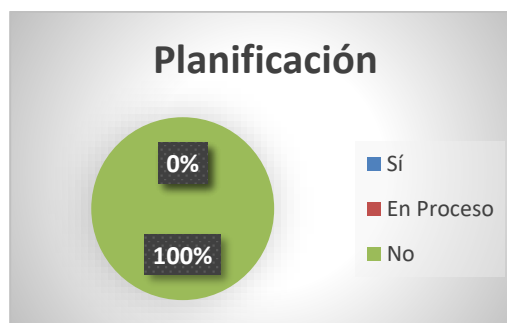 Planificación
0%
100%
Sí
En Proceso
No